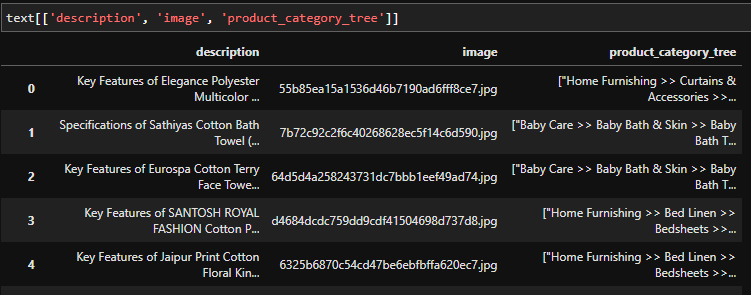 text[['description', 'image', 'product_category_tree']]
description image product_category_tree
0 Key Features of Elegance Polyester Multicolor ... 55b85ea15a1536d46b7190ad6fff8ce7.jpg ["Home Furnishing >> Curtains & Accessories >>...
1 Specifications of Sathiyas Cotton Bath Towel (... 7b72c92c2f6c40268628ec5f14c6d590.jpg ["Baby Care >> Baby Bath & Skin >> Baby Bath T...
2 Key Features of Eurospa Cotton Terry Face Towe... 64d5d4a258243731dc7bbb1eef49ad74.jpg ["Baby Care >> Baby Bath & Skin >> Baby Bath T...
3 Key Features of SANTOSH ROYAL FASHION Cotton P... d4684dcdc759dd9cdf41504698d737d8.jpg ["Home Furnishing >> Bed Linen >> Bedsheets >>...
4 Key Features of Jaipur Print Cotton Floral Kin... 6325b6870c54cd47be6ebfbffa620ec7.jpg ["Home Furnishing >> Bed Linen >> Bedsheets >>...